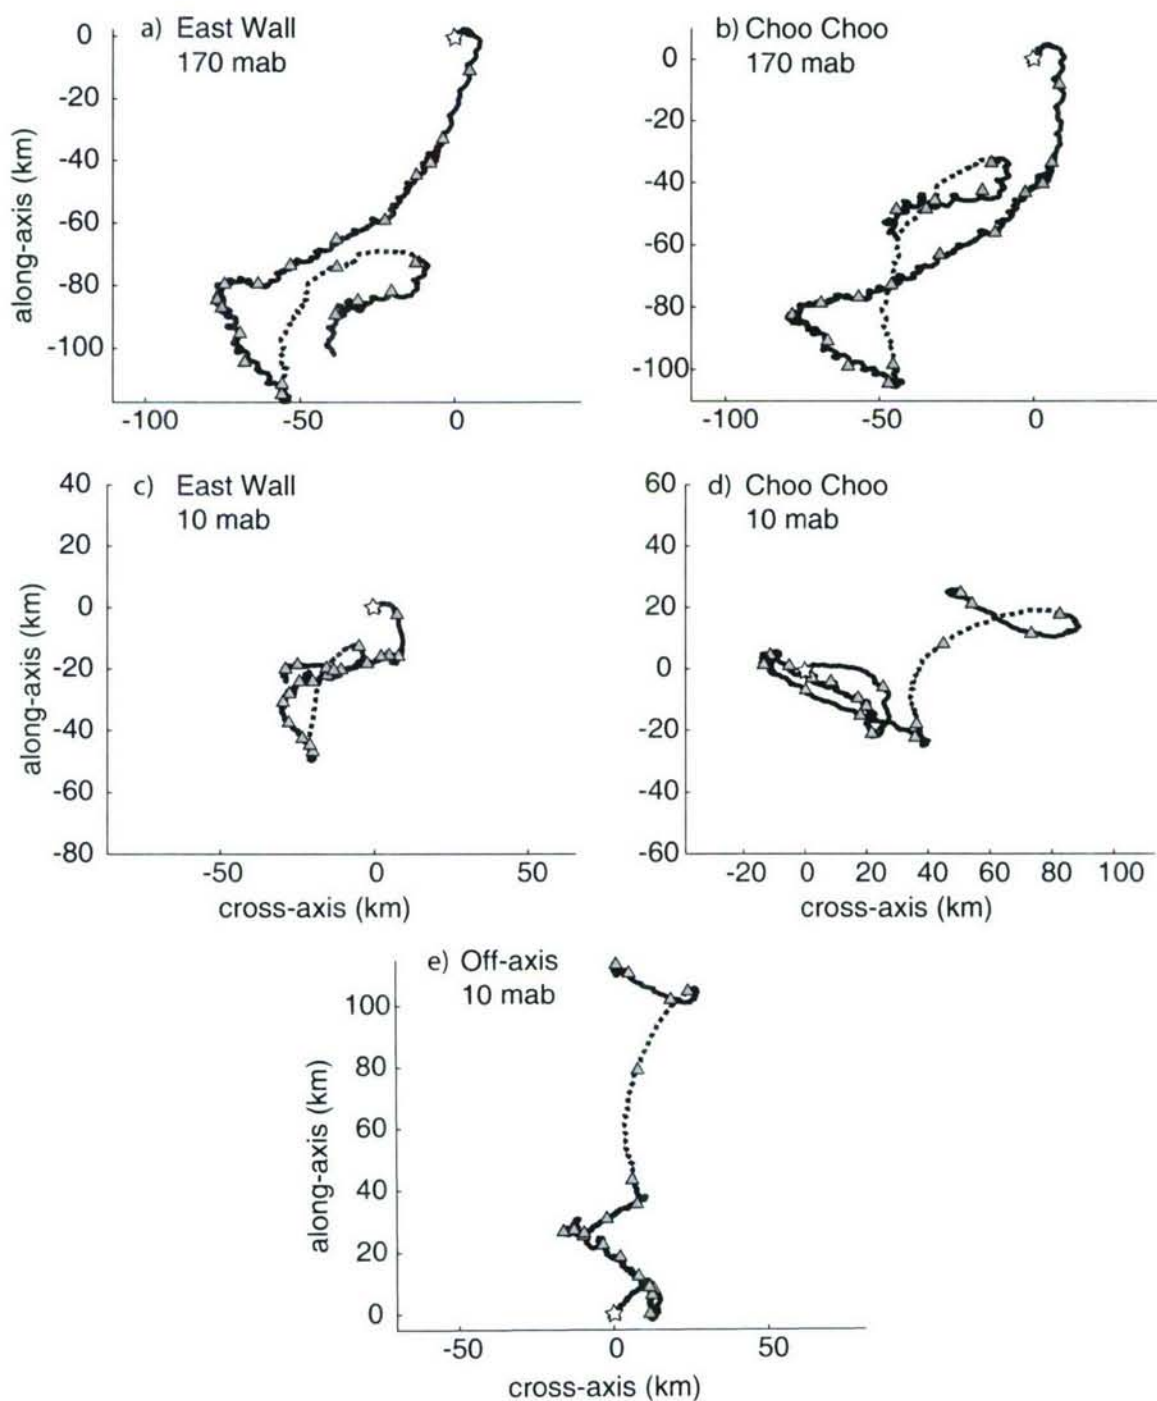 a) East Wall
170 mab
0
-20
-40
-60
-80
-100
along-axis (km)
-100 -50 0
b) Choo Choo
170 mab
0
-20
-40
-60
-80
-100
-100 -50 0
c) East Wall
10 mab
40
20
0
-20
-40
-60
-80
along-axis (km)
-50 0 50
cross-axis (km)
d) Choo Choo
10 mab
60
40
20
0
-20
-40
-60
-20 0 20 40 60 80 100
cross-axis (km)
e) Off-axis
10 mab
100
80
60
40
20
0
along-axis (km)
-50 0 50
cross-axis (km)